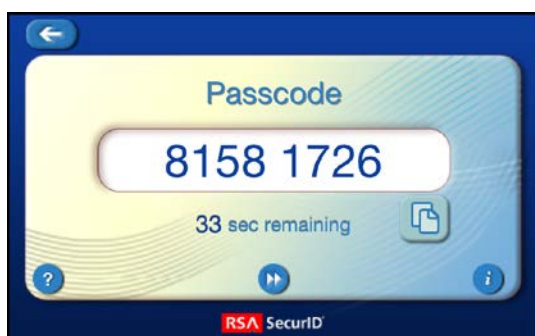 Passcode
8158 1726
33 sec remaining
?
i
RSA SecurID